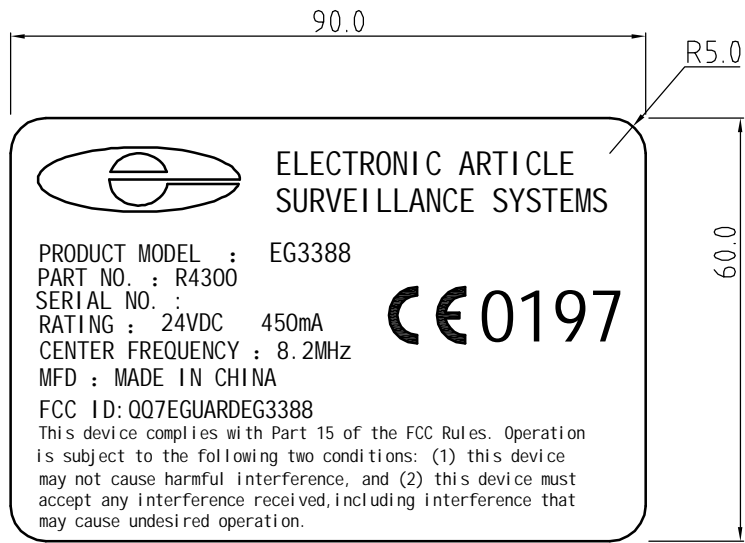 90.0
R5.0
60.0
ELECTRONIC ARTICLE
SURVEILLANCE SYSTEMS
PRODUCT MODEL : EG3388
PART NO. : R4300
SERIAL NO. :
RATING : 24VDC 450mA
CENTER FREQUENCY : 8.2MHz
MFD : MADE IN CHINA
CE0197
FCC ID: QQ7EGUARDEG3388
This device complies with Part 15 of the FCC Rules. Operation
is subject to the following two conditions: (1) this device
may not cause harmful interference, and (2) this device must
accept any interference received,including interference that
may cause undesired operation.